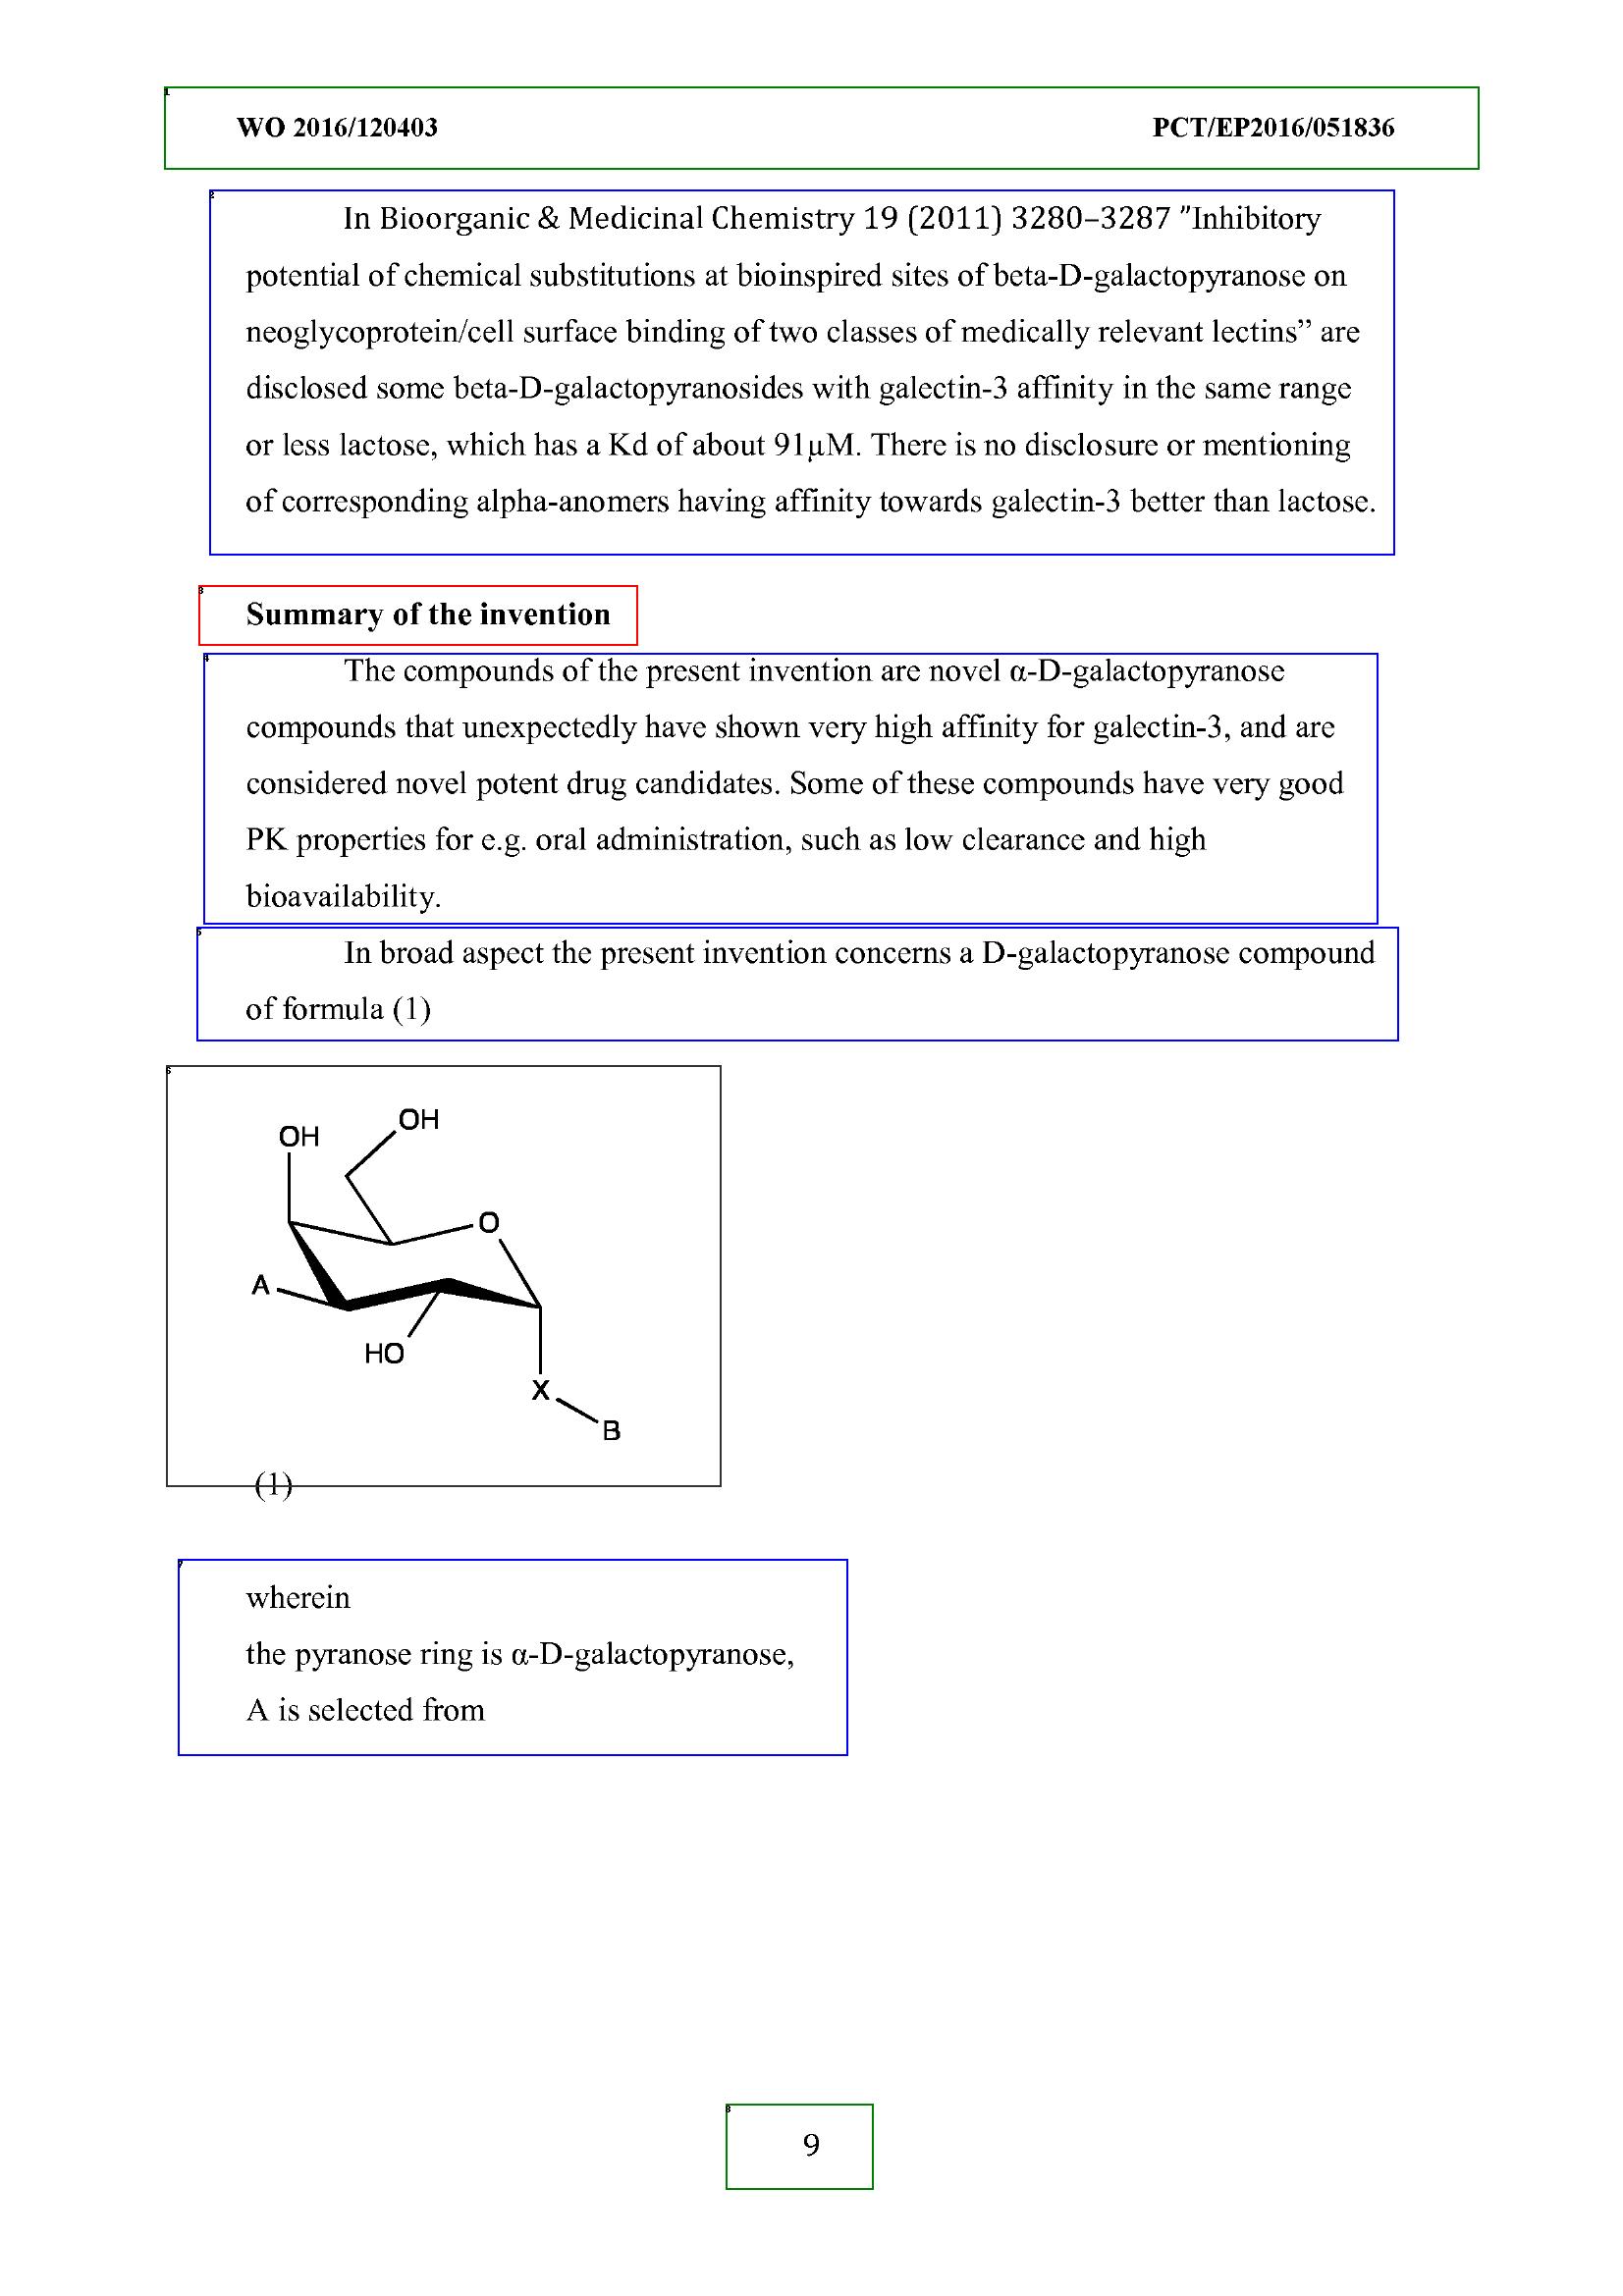 WO 2016/120403 PCT/EP2016/051836
In Bioorganic & Medicinal Chemistry 19 (2011) 3280–3287 ”Inhibitory
potential of chemical substitutions at bioinspired sites of beta-D-galactopyranose on
neoglycoprotein/cell surface binding of two classes of medically relevant lectins” are
disclosed some beta-D-galactopyranosides with galectin-3 affinity in the same range
or less lactose, which has a Kd of about 91µM. There is no disclosure or mentioning
of corresponding alpha-anomers having affinity towards galectin-3 better than lactose.
Summary of the invention
The compounds of the present invention are novel α-D-galactopyranose
compounds that unexpectedly have shown very high affinity for galectin-3, and are
considered novel potent drug candidates. Some of these compounds have very good
PK properties for e.g. oral administration, such as low clearance and high
bioavailability.
In broad aspect the present invention concerns a D-galactopyranose compound
of formula (1)
OH
OH
O
A
HO
X
B
(1)
wherein
the pyranose ring is α-D-galactopyranose,
A is selected from
9